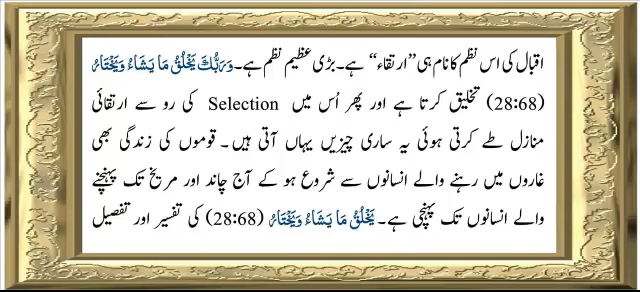 اقبال کی اس نظم کا نام ہی ”ارتقاء“ ہے۔ بڑی عظیم نظم ہے۔ وَرَبُّكَ يَخْلُقُ مَا يَشَاءُ وَيَخْتَارُ
(28:68) تخلیق کرتا ہے اور پھر اُس میں Selection کی رو سے ارتقائی
منازل طے کرتی ہوئی یہ ساری چیزیں یہاں آتی ہیں۔ قوموں کی زندگی بھی
غاروں میں رہنے والے انسانوں سے شروع ہو کے آج چاند اور مریخ تک پہنچنے
والے انسانوں تک پہنچی ہے۔ يَخْلُقُ مَا يَشَاءُ وَيَخْتَارُ (28:68) کی تفسیر اور تفصیل